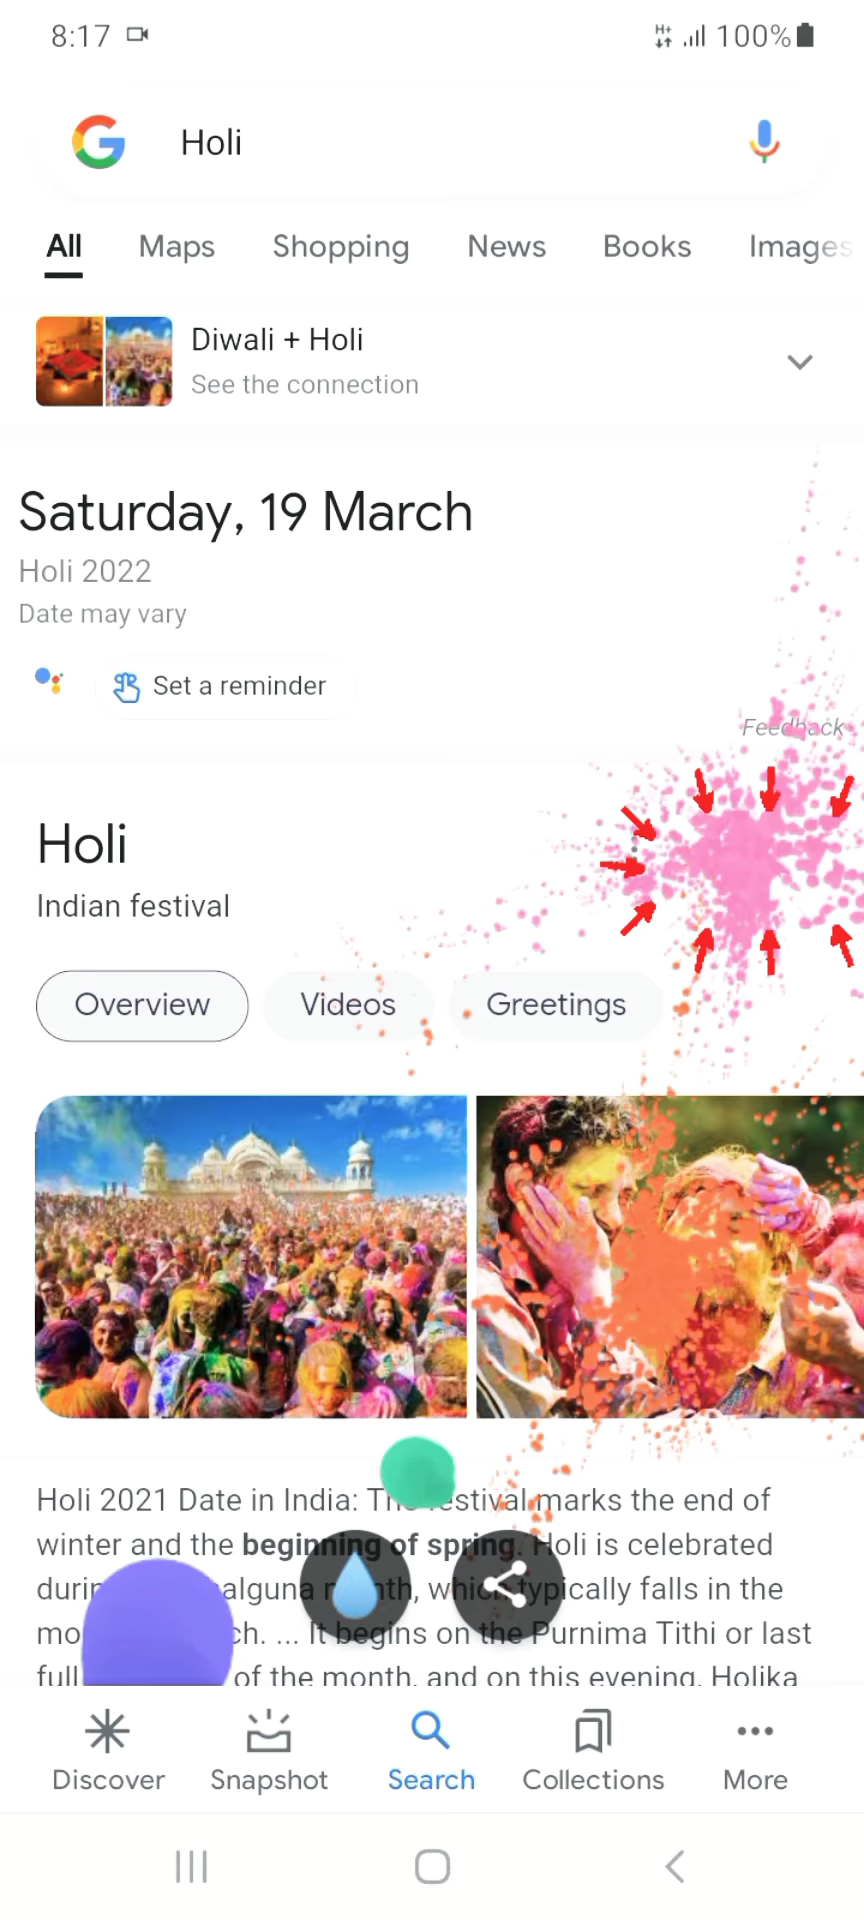 8:17
H+ 100%
Holi
All Maps Shopping News Books Images
Diwali + Holi
See the connection
Saturday, 19 March
Holi 2022
Date may vary
Set a reminder
Feedback
Holi
Indian festival
Overview Videos Greetings
Holi 2021 Date in India: The festival marks the end of
winter and the beginning of spring. Holi is celebrated
alguna month, which typically falls in the
ch. ... It begins on the Purnima Tithi or last
full of the month, and on this evening, Holika
Discover Snapshot Search Collections More